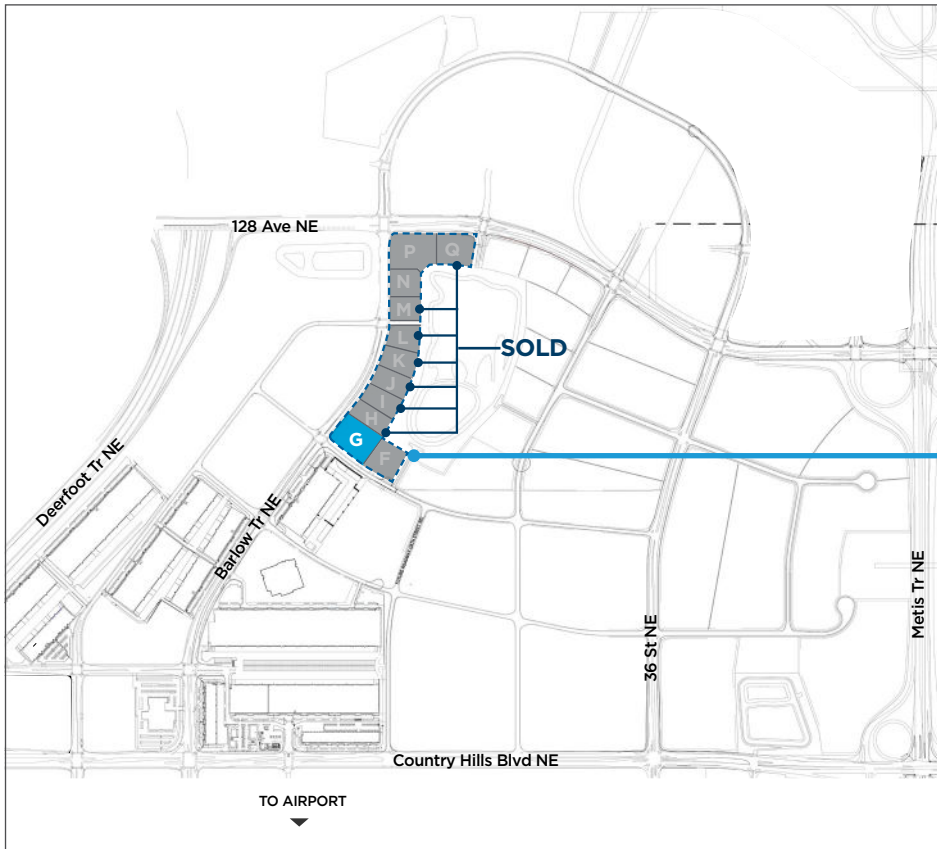 128 Ave NE
P
Q
N
M
L
SOLD
K
J
I
H
G
F
Deerfoot Tr NE
Barlow Tr NE
36 St NE
Metis Tr NE
Country Hills Blvd NE
TO AIRPORT